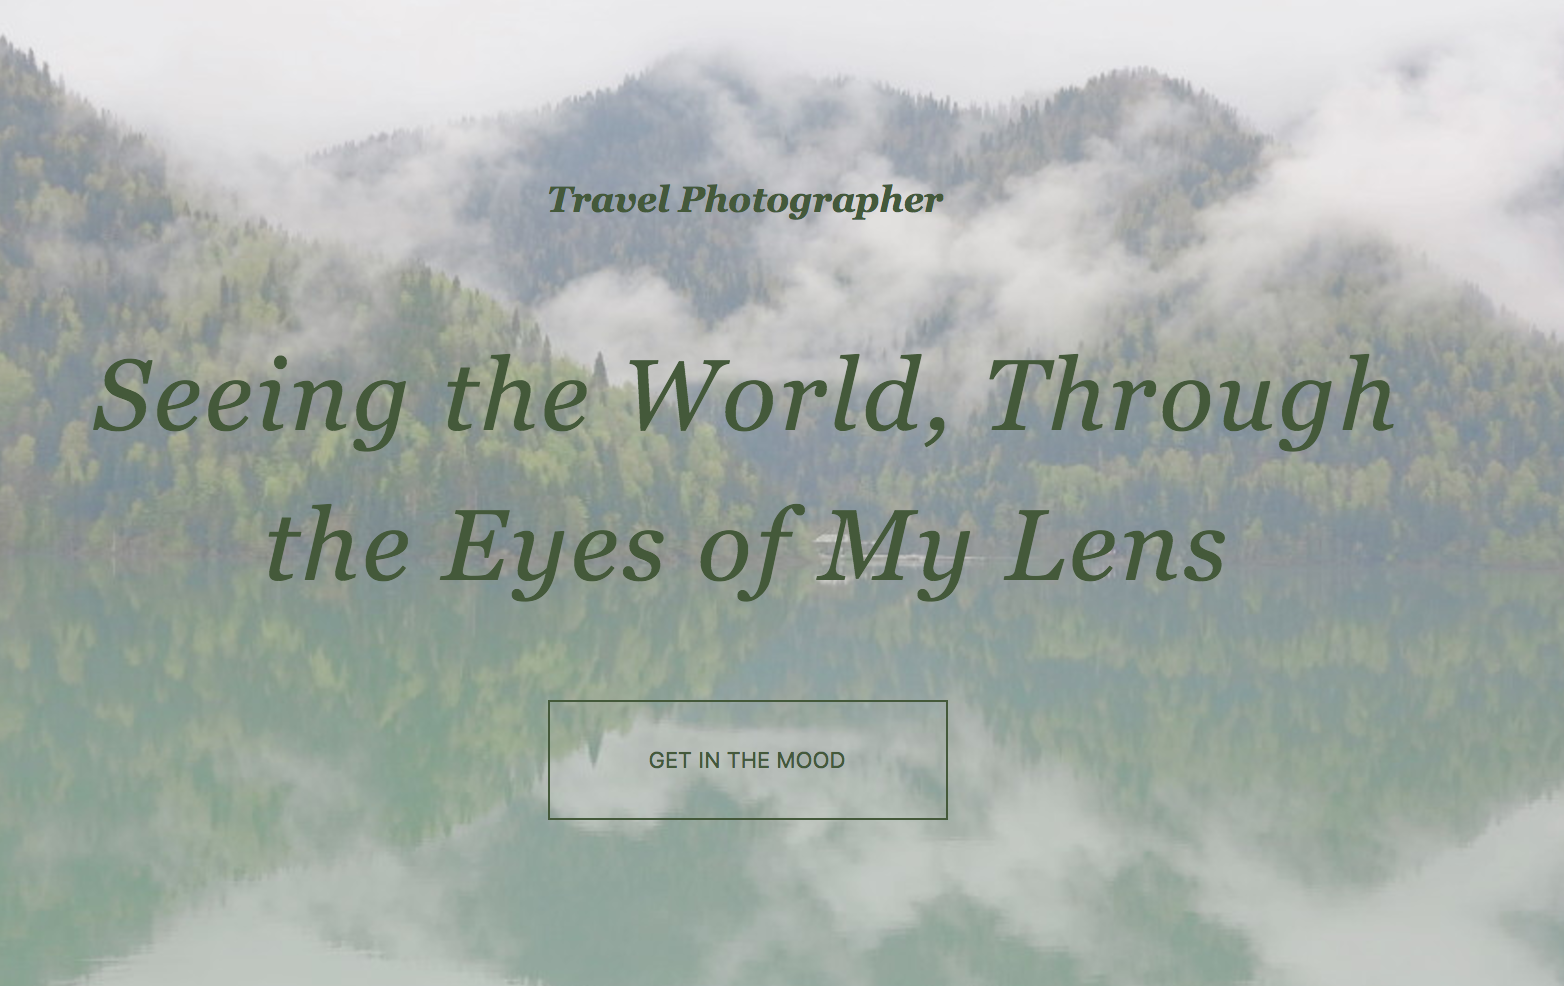 Travel Photographer
Seeing the World, Through
the Eyes of My Lens
GET IN THE MOOD